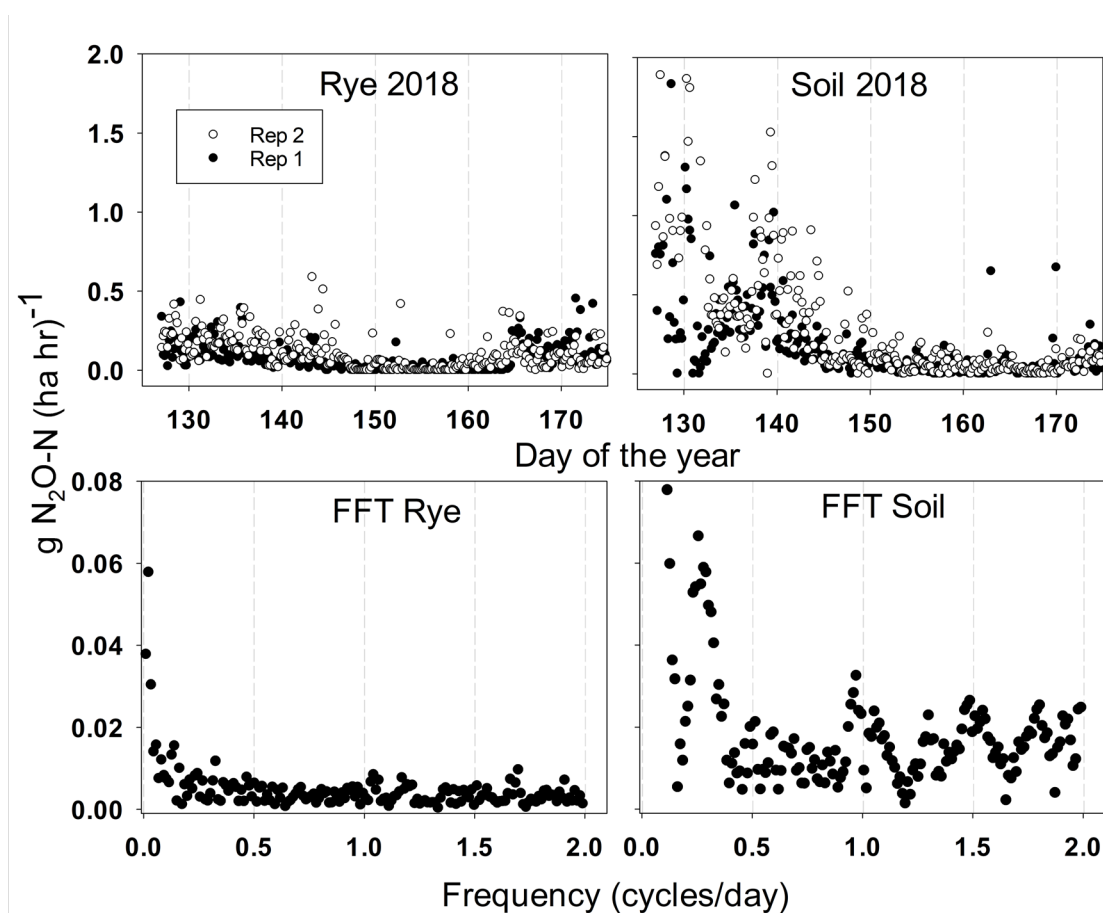 Rye 2018
Rep 2
Rep 1
2.0
1.5
1.0
0.5
0.0
130 140 150 160 170
Soil 2018
130 140 150 160 170
Day of the year
g N₂O-N (ha hr)⁻¹
FFT Rye
0.08
0.06
0.04
0.02
0.00
0.0 0.5 1.0 1.5 2.0
FFT Soil
0.0 0.5 1.0 1.5 2.0
Frequency (cycles/day)